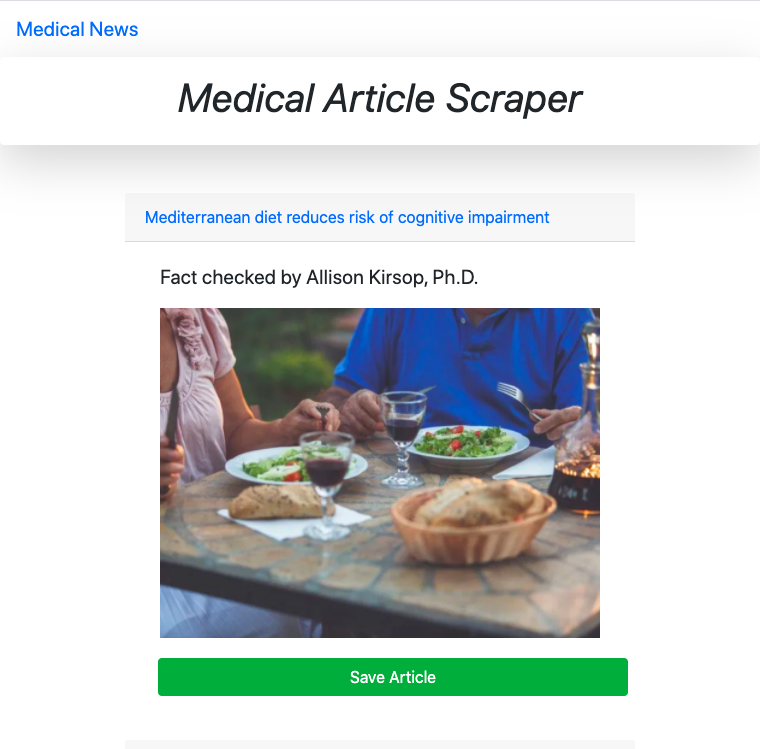 Medical News
Medical Article Scraper
Mediterranean diet reduces risk of cognitive impairment
Fact checked by Allison Kirsop, Ph.D.
Save Article